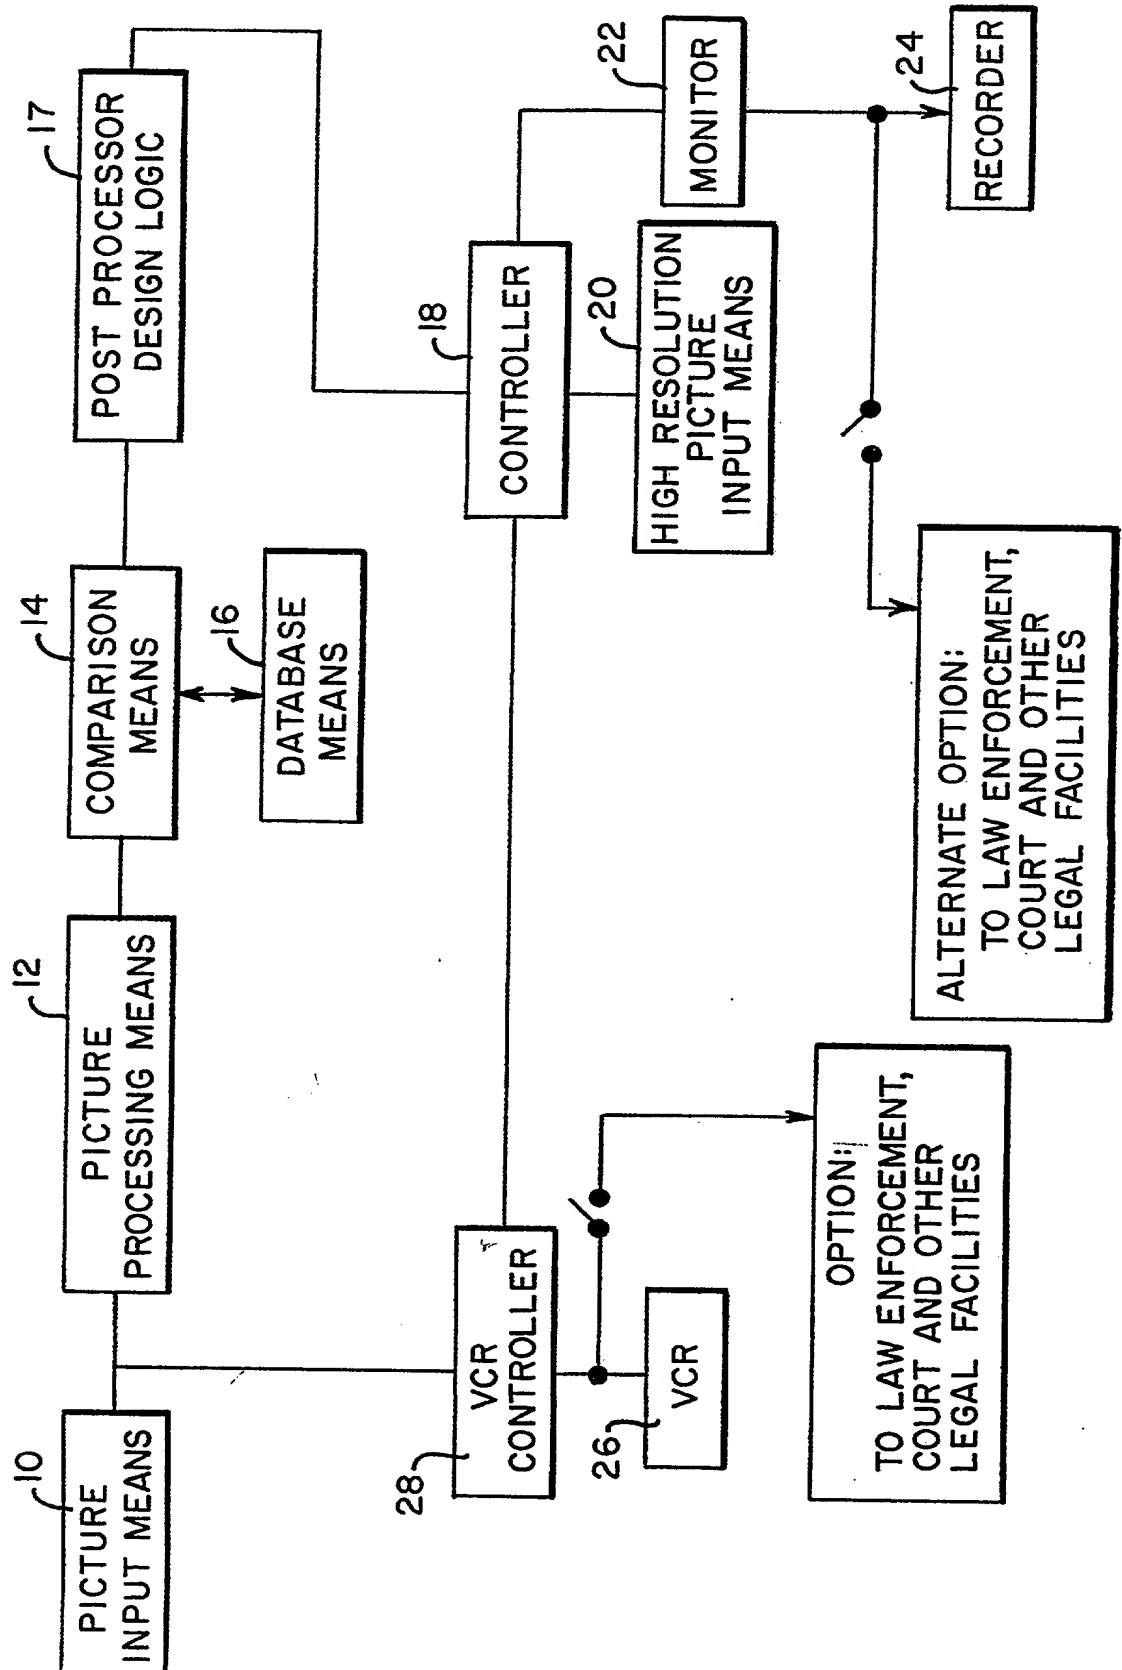 10
PICTURE
INPUT MEANS
12
PICTURE
PROCESSING MEANS
14
COMPARISON
MEANS
16
DATABASE
MEANS
17
POST PROCESSOR
DESIGN LOGIC
28
VCR
CONTROLLER
26
VCR
OPTION:
TO LAW ENFORCEMENT,
COURT AND OTHER
LEGAL FACILITIES
18
CONTROLLER
20
HIGH RESOLUTION
PICTURE
INPUT MEANS
22
MONITOR
24
RECORDER
ALTERNATE OPTION:
TO LAW ENFORCEMENT,
COURT AND OTHER
LEGAL FACILITIES